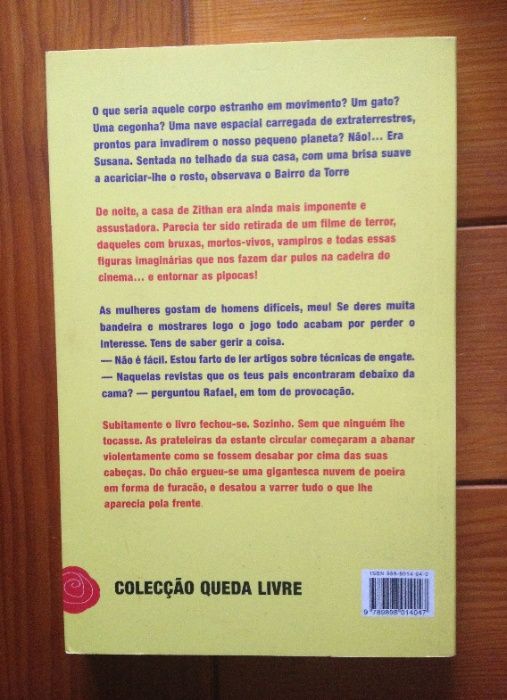 O que seria aquele corpo estranho em movimento? Um gato?
Uma cegonha? Uma nave espacial carregada de extraterrestres,
prontos para invadirem o nosso pequeno planeta? Não!... Era
Susana. Sentada no telhado da sua casa, com uma brisa suave
a acariciar-lhe o rosto, observava o Bairro da Torre
De noite, a casa de Zithan era ainda mais imponente e
assustadora. Parecia ter sido retirada de um filme de terror,
daqueles com bruxas, mortos-vivos, vampiros e todas essas
figuras imaginárias que nos fazem dar pulos na cadeira do
cinema... e entornar as pipocas!
As mulheres gostam de homens difíceis, meu! Se deres muita
bandeira e mostrares logo o jogo todo acabam por perder o
interesse. Tens de saber gerir a coisa.
— Não é fácil. Estou farto de ler artigos sobre técnicas de engate.
— Naquelas revistas que os teus pais encontraram debaixo da
cama? — perguntou Rafael, em tom de provocação.
Subitamente o livro fechou-se. Sozinho. Sem que ninguém lhe
tocasse. As prateleiras da estante circular começaram a abanar
violentamente como se fossem desabar por cima das suas
cabeças. Do chão ergueu-se uma gigantesca nuvem de poeira
em forma de furacão, e desatou a varrer tudo o que lhe
aparecia pela frente.
COLECÇÃO QUEDA LIVRE
ISBN 989-8014-04-2
9 789898 014047